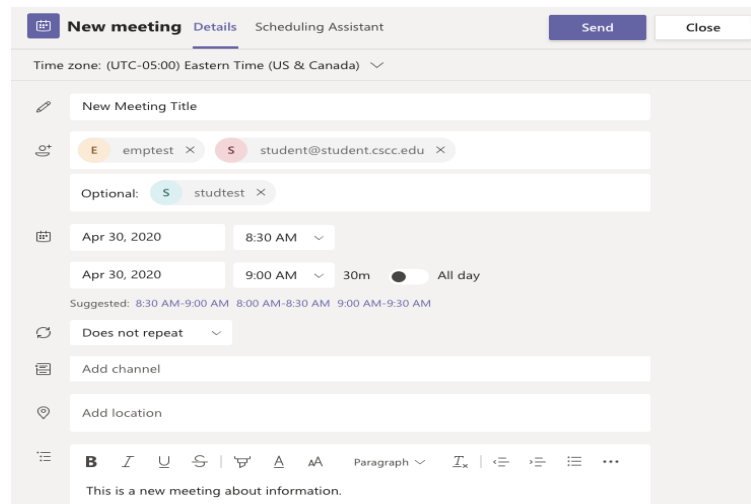 New meeting Details Scheduling Assistant Send Close
Time zone: (UTC-05:00) Eastern Time (US & Canada)
New Meeting Title
E emptest × S student@student.cscc.edu ×
Optional: S studtest ×
Apr 30, 2020 8:30 AM
Apr 30, 2020 9:00 AM 30m All day
Suggested: 8:30 AM-9:00 AM 8:00 AM-8:30 AM 9:00 AM-9:30 AM
Does not repeat
Add channel
Add location
B I U S A AA Paragraph Tx
This is a new meeting about information.